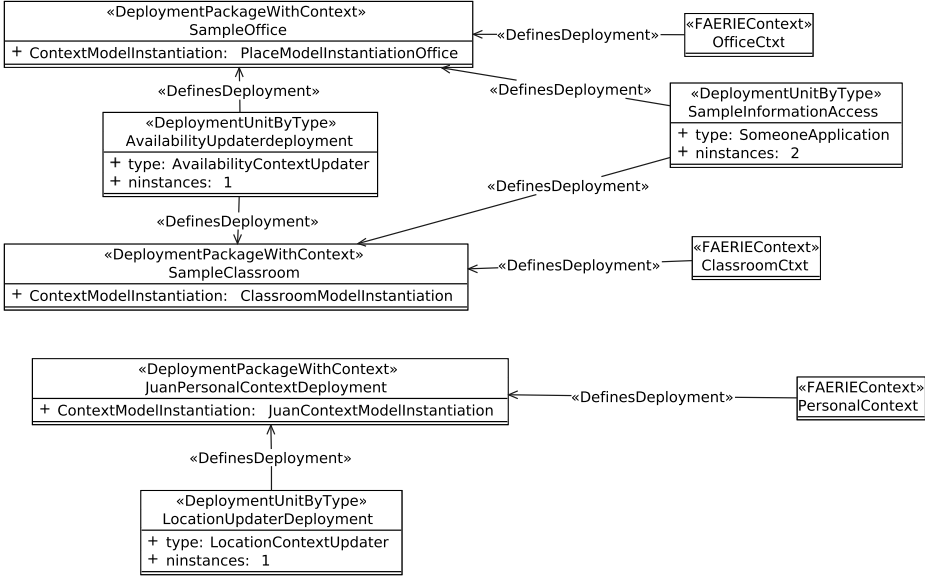 «DeploymentPackageWithContext»
SampleOffice
+ ContextModelInstantiation: PlaceModelInstantiationOffice
«DefinesDeployment»
«FAERIEContext»
OfficeCtxt
«DefinesDeployment»
«DefinesDeployment»
«DeploymentUnitByType»
SampleInformationAccess
+ type: SomeoneApplication
+ ninstances: 2
«DeploymentUnitByType»
AvailabilityUpdaterdeployment
+ type: AvailabilityContextUpdater
+ ninstances: 1
«DefinesDeployment»
«DefinesDeployment»
«DeploymentPackageWithContext»
SampleClassroom
+ ContextModelInstantiation: ClassroomModelInstantiation
«DefinesDeployment»
«FAERIEContext»
ClassroomCtxt
«DeploymentPackageWithContext»
JuanPersonalContextDeployment
+ ContextModelInstantiation: JuanContextModelInstantiation
«DefinesDeployment»
«FAERIEContext»
PersonalContext
«DefinesDeployment»
«DeploymentUnitByType»
LocationUpdaterDeployment
+ type: LocationContextUpdater
+ ninstances: 1